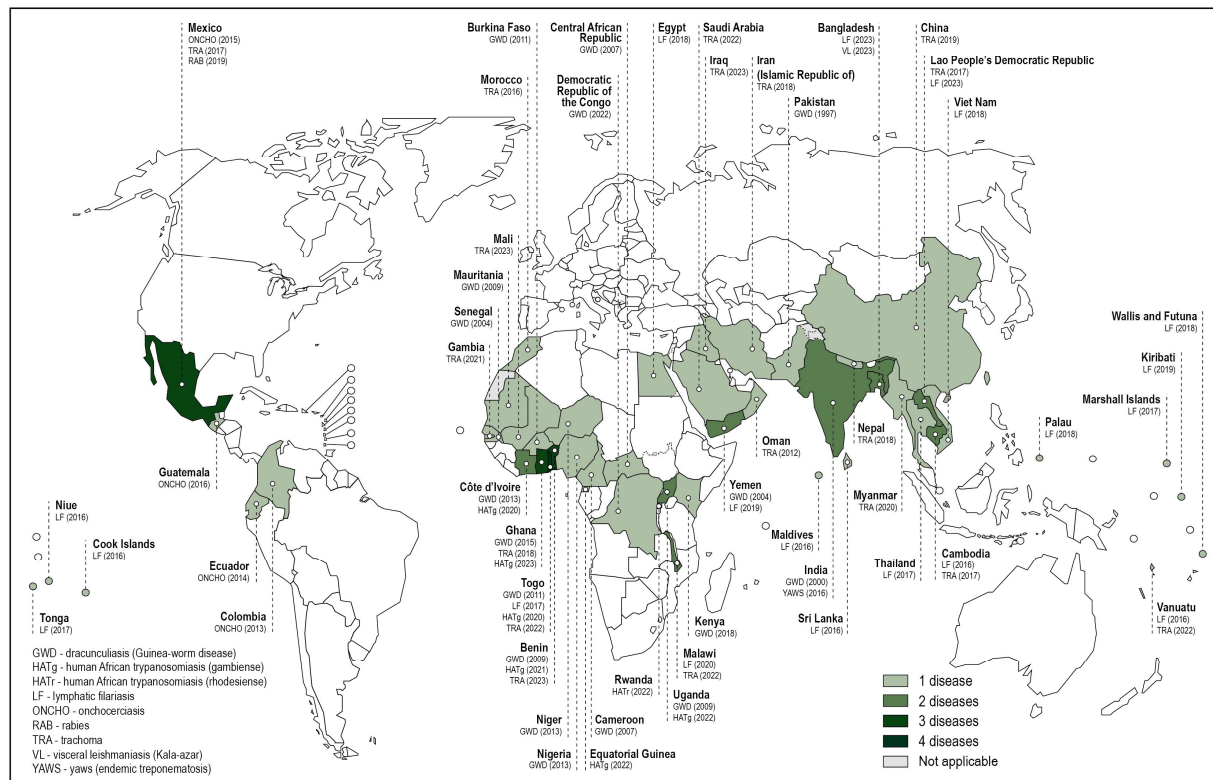 Mexico
ONCHO (2015)
TRA (2017)
RAB (2019)
Burkina Faso
GWD (2011)
Central African
Republic
GWD (2007)
Egypt
LF (2018)
Saudi Arabia
TRA (2022)
Bangladesh
LF (2023)
VL (2023)
China
TRA (2019)
Morocco
TRA (2016)
Democratic
Republic of
the Congo
GWD (2022)
Iraq
TRA (2023)
Iran
(Islamic Republic of)
TRA (2018)
Pakistan
GWD (1997)
Lao People's Democratic Republic
TRA (2017)
LF (2023)
Viet Nam
LF (2018)
Mali
TRA (2023)
Mauritania
GWD (2009)
Senegal
GWD (2004)
Gambia
TRA (2021)
Wallis and Futuna
LF (2018)
Kiribati
LF (2019)
Marshall Islands
LF (2017)
Palau
LF (2018)
Guatemala
ONCHO (2016)
Niue
LF (2016)
Cook Islands
LF (2016)
Tonga
LF (2017)
Ecuador
ONCHO (2014)
Colombia
ONCHO (2013)
Côte d'Ivoire
GWD (2013)
HATg (2020)
Ghana
GWD (2015)
TRA (2018)
HATg (2023)
Togo
GWD (2011)
LF (2017)
HATg (2020)
TRA (2022)
Benin
GWD (2009)
HATg (2021)
TRA (2023)
Niger
GWD (2013)
Nigeria
GWD (2013)
Cameroon
GWD (2007)
Equatorial Guinea
HATg (2022)
Rwanda
HATr (2022)
Uganda
GWD (2009)
HATg (2022)
Malawi
LF (2020)
TRA (2022)
Kenya
GWD (2018)
Yemen
GWD (2004)
LF (2019)
Oman
TRA (2012)
Nepal
TRA (2018)
Maldives
LF (2016)
India
GWD (2000)
YAWS (2016)
Sri Lanka
LF (2016)
Myanmar
TRA (2020)
Thailand
LF (2017)
Cambodia
LF (2016)
TRA (2017)
Vanuatu
LF (2016)
TRA (2022)
GWD - dracunculiasis (Guinea-worm disease)
HATg - human African trypanosomiasis (gambiense)
HATr - human African trypanosomiasis (rhodesiense)
LF - lymphatic filariasis
ONCHO - onchocerciasis
RAB - rabies
TRA - trachoma
VL - visceral leishmaniasis (Kala-azar)
YAWS - yaws (endemic treponematosis)
1 disease
2 diseases
3 diseases
4 diseases
Not applicable